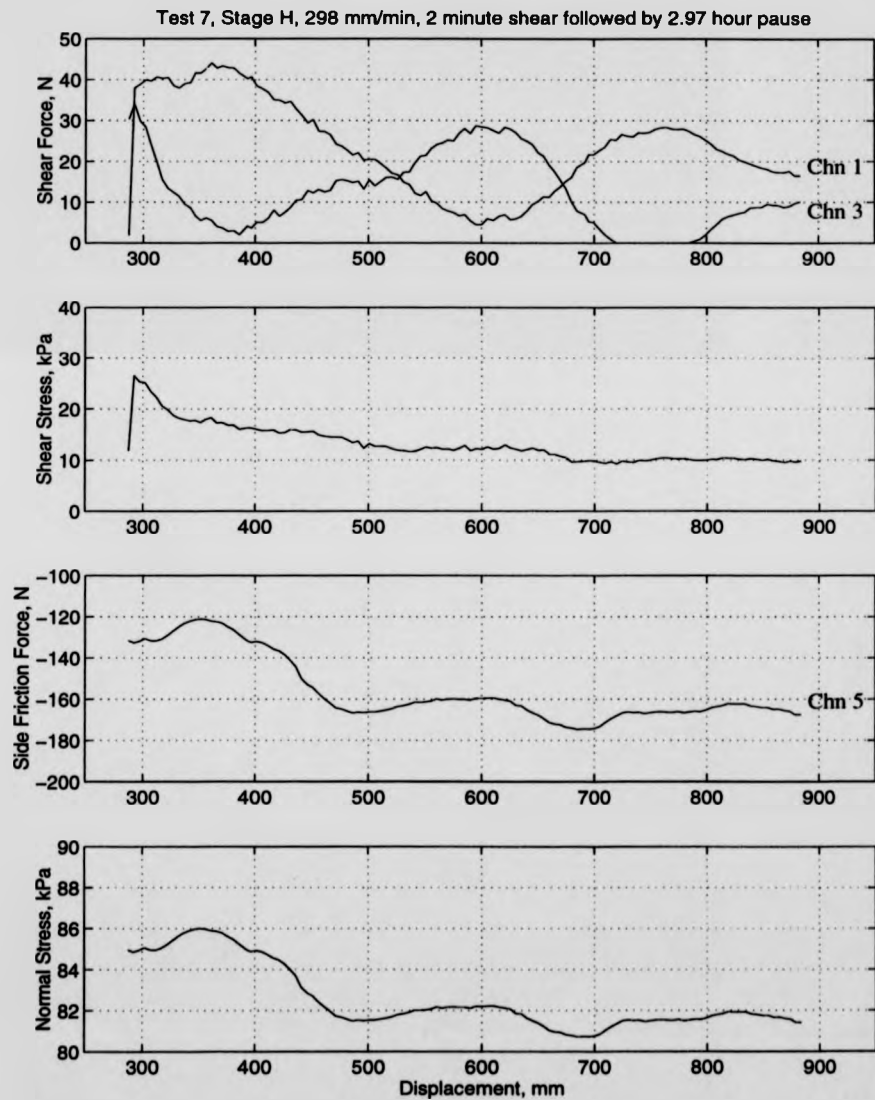 Test 7, Stage H, 298 mm/min, 2 minute shear followed by 2.97 hour pause
50
40
30
20
10
0
Shear Force, N
Chn 1
Chn 3
300 400 500 600 700 800 900
40
30
20
10
0
Shear Stress, kPa
300 400 500 600 700 800 900
−100
−120
−140
−160
−180
−200
Side Friction Force, N
Chn 5
300 400 500 600 700 800 900
90
88
86
84
82
80
Normal Stress, kPa
300 400 500 600 700 800 900
Displacement, mm